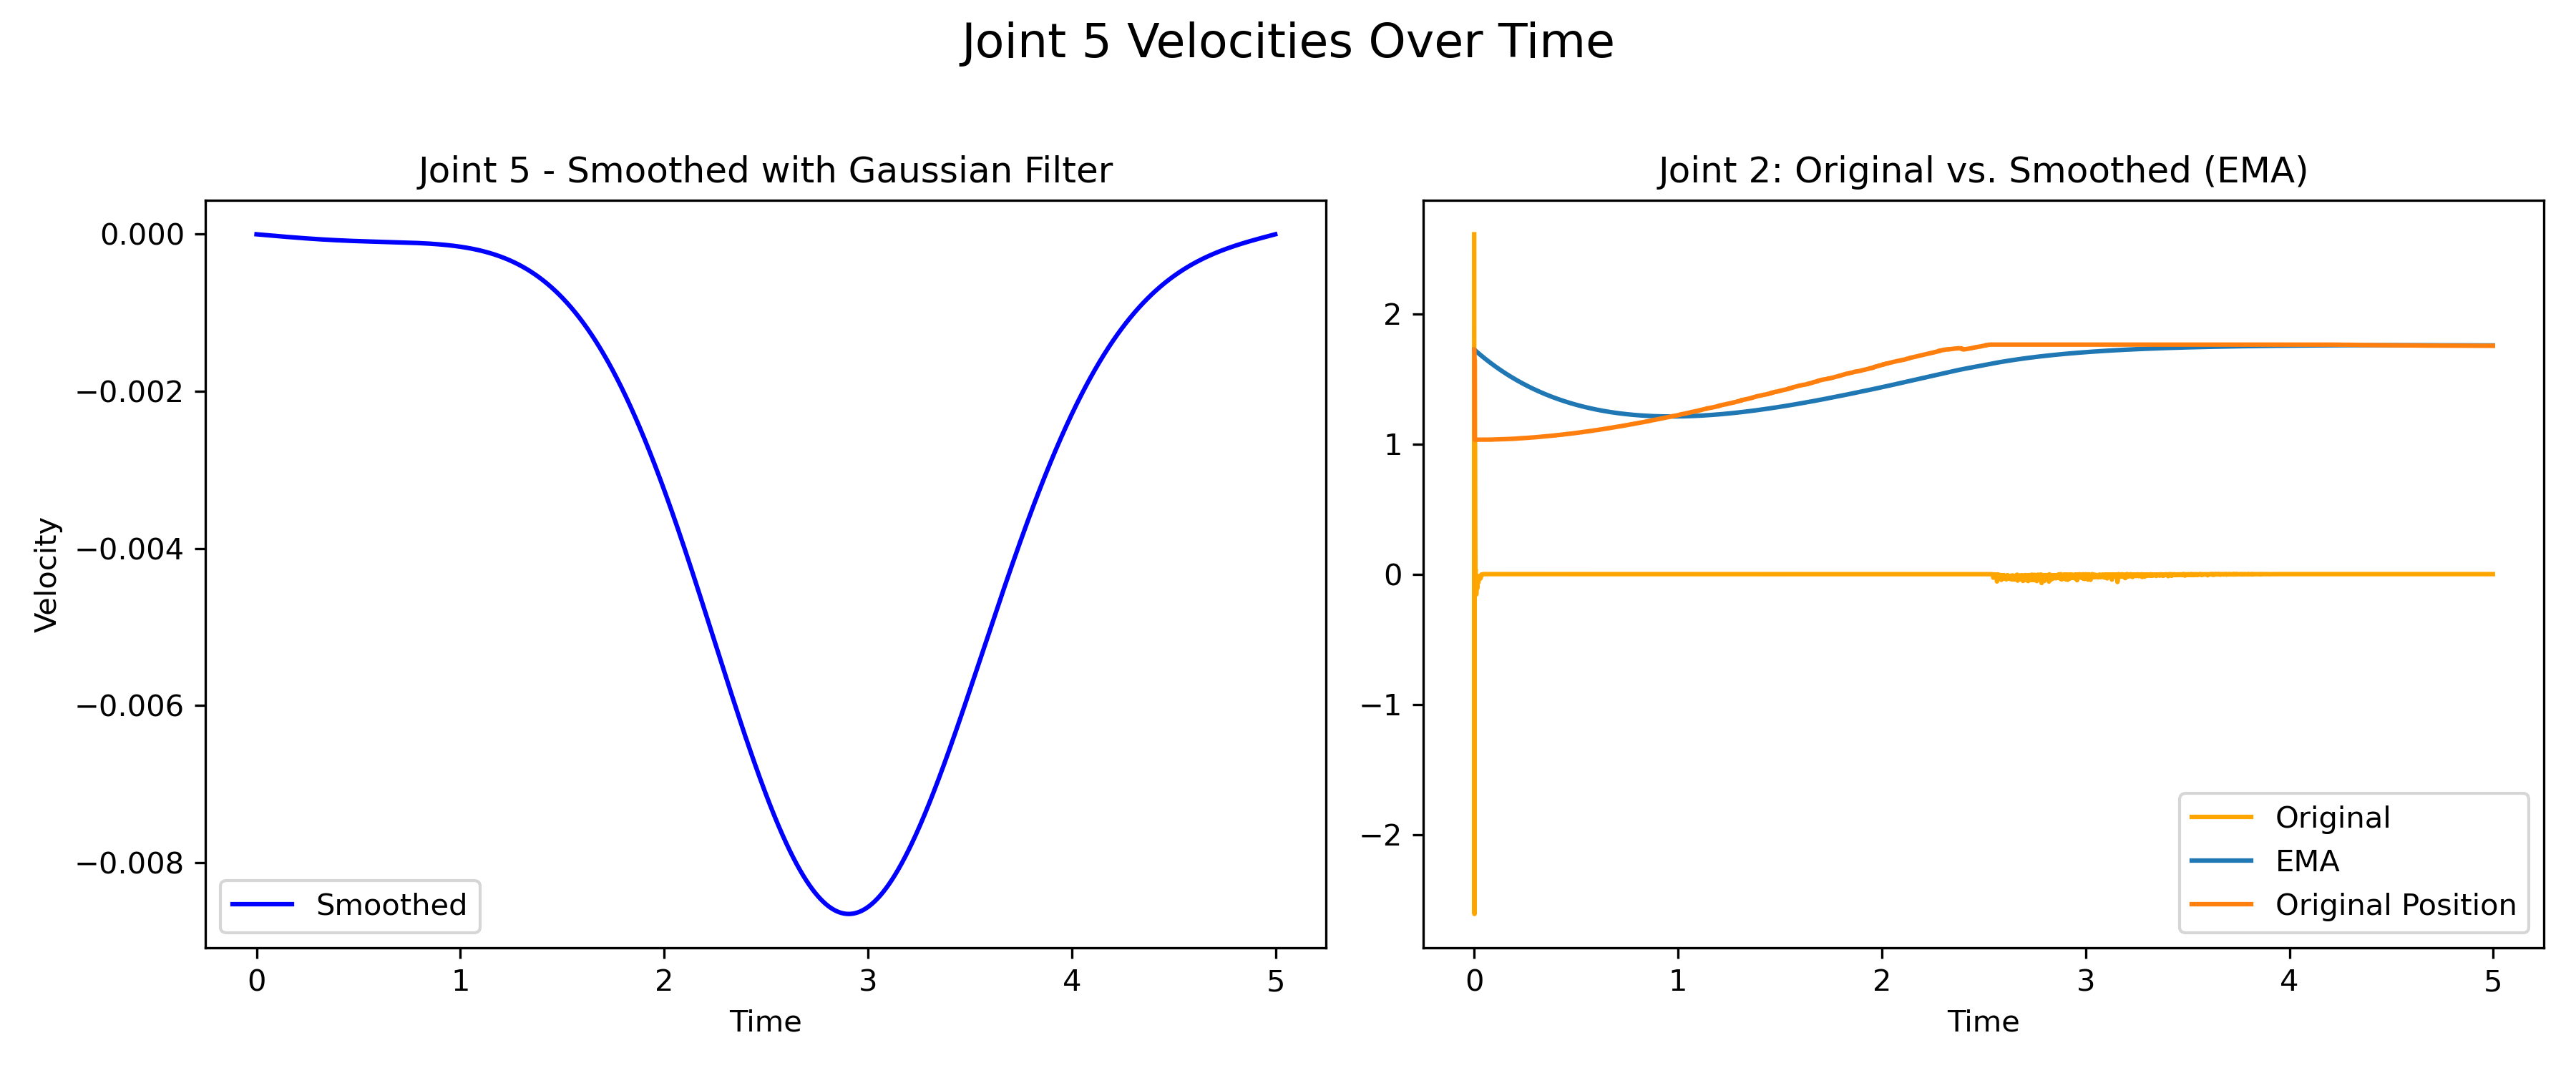 Joint 5 Velocities Over Time
Joint 5 - Smoothed with Gaussian Filter
0.000
−0.002
−0.004
−0.006
−0.008
Velocity
Smoothed
0 1 2 3 4 5
Time
Joint 2: Original vs. Smoothed (EMA)
2
1
0
−1
−2
Original
EMA
Original Position
0 1 2 3 4 5
Time